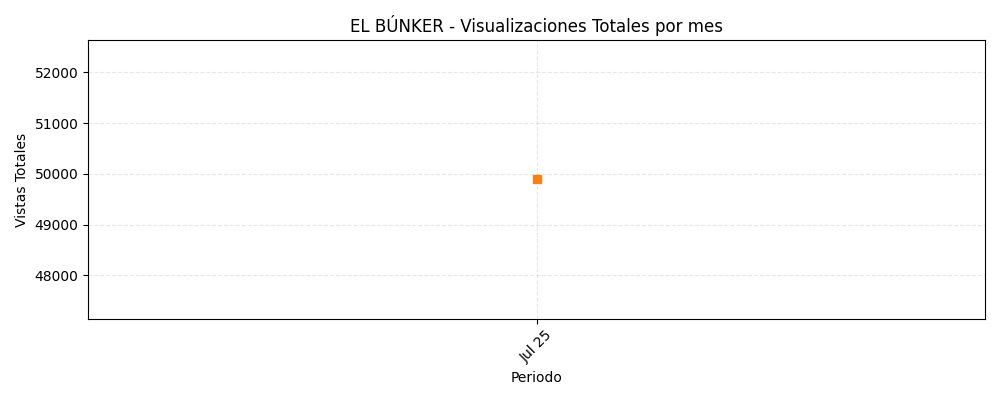 EL BÚNKER - Visualizaciones Totales por mes
52000
51000
50000
49000
48000
Vistas Totales
Jul 25
Periodo